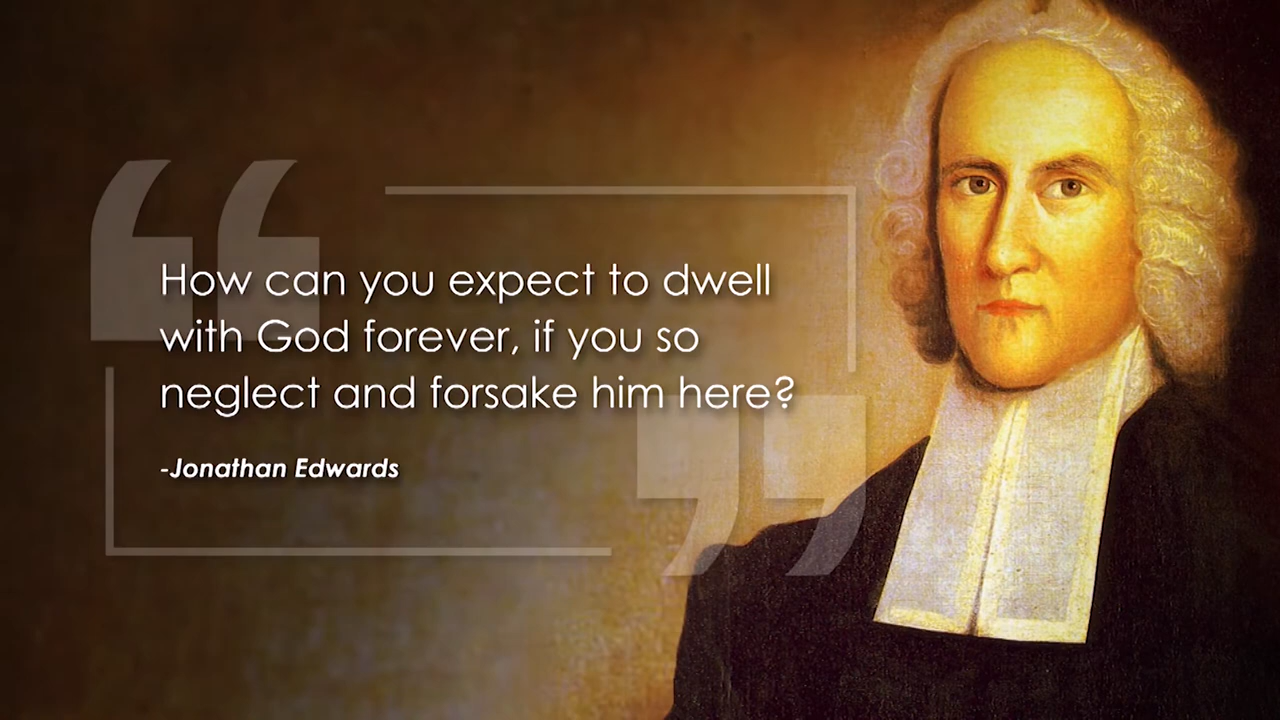 How can you expect to dwell
with God forever, if you so
neglect and forsake him here?
-Jonathan Edwards